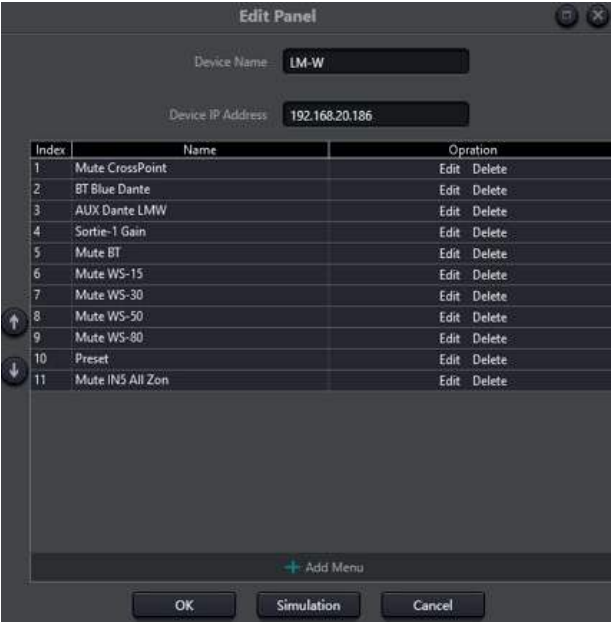 Edit Panel
Device Name LM-W
Device IP Address 192.168.20.186
Index Name Opration
1 Mute CrossPoint Edit Delete
2 BT Blue Dante Edit Delete
3 AUX Dante LMW Edit Delete
4 Sortie-1 Gain Edit Delete
5 Mute BT Edit Delete
6 Mute WS-15 Edit Delete
7 Mute WS-30 Edit Delete
8 Mute WS-50 Edit Delete
9 Mute WS-80 Edit Delete
10 Preset Edit Delete
11 Mute IN5 All Zon Edit Delete
Add Menu
OK Simulation Cancel